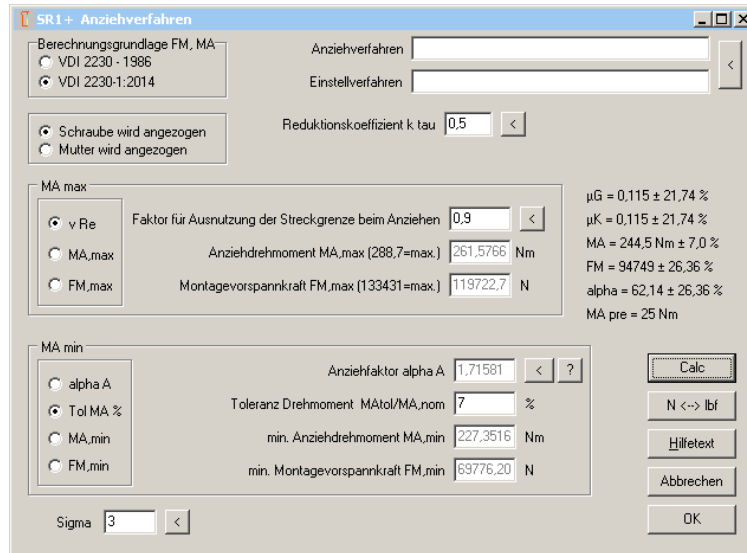 SR1+ Anziehverfahren
Berechnungsgrundlage FM, MA
VDI 2230 - 1986
VDI 2230-1:2014
Anziehverfahren
Einstellverfahren
<
Schraube wird angezogen
Mutter wird angezogen
Reduktionskoeffizient k tau 0,5 <
MA max
v Re
MA,max
FM,max
Faktor für Ausnutzung der Streckgrenze beim Anziehen 0,9 <
Anziehdrehmoment MA,max (288,7=max.) 261,5766 Nm
Montagevorspannkraft FM,max (133431=max.) 119722,7 N
µG = 0,115 ± 21,74 %
µK = 0,115 ± 21,74 %
MA = 244,5 Nm ± 7,0 %
FM = 94749 ± 26,36 %
alpha = 62,14 ± 26,36 %
MA pre = 25 Nm
MA min
alpha A
Tol MA %
MA,min
FM,min
Anziehfaktor alpha A 1,71581 < ?
Toleranz Drehmoment MAtol/MA,nom 7 %
min. Anziehdrehmoment MA,min 227,3516 Nm
min. Montagevorspannkraft FM,min 69776,20 N
Calc
N <--> lbf
Hilfetext
Abbrechen
OK
Sigma 3 <